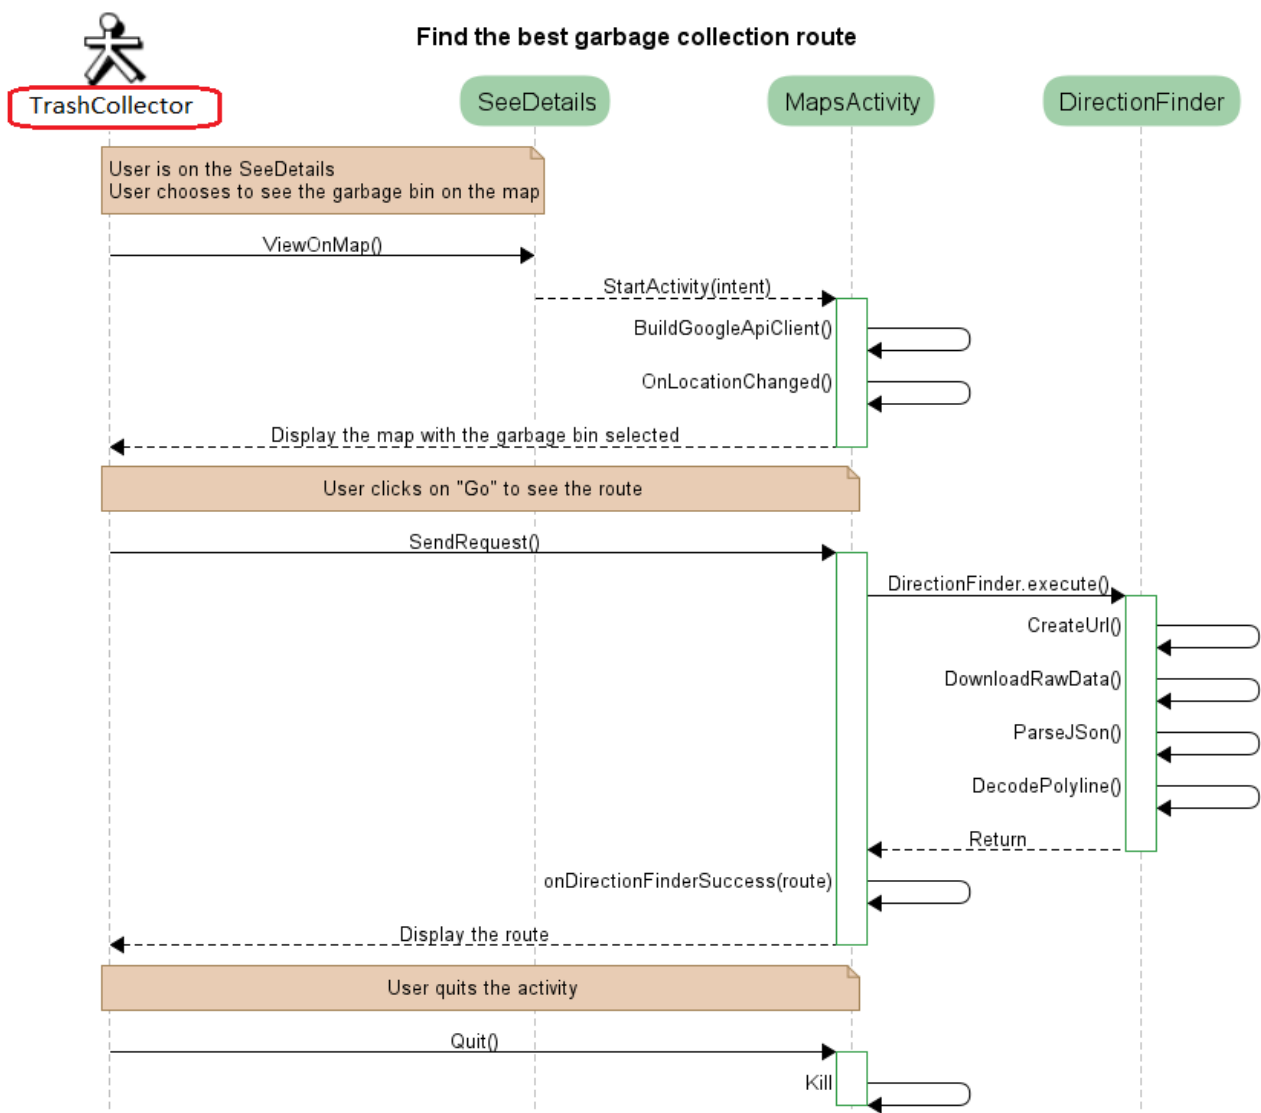 Find the best garbage collection route
TrashCollector
SeeDetails
MapsActivity
DirectionFinder
User is on the SeeDetails
User chooses to see the garbage bin on the map
ViewOnMap()
StartActivity(intent)
BuildGoogleApiClient()
OnLocationChanged()
Display the map with the garbage bin selected
User clicks on "Go" to see the route
SendRequest()
DirectionFinder.execute()
CreateUrl()
DownloadRawData()
ParseJSon()
DecodePolyline()
Return
onDirectionFinderSuccess(route)
Display the route
User quits the activity
Quit()
Kill